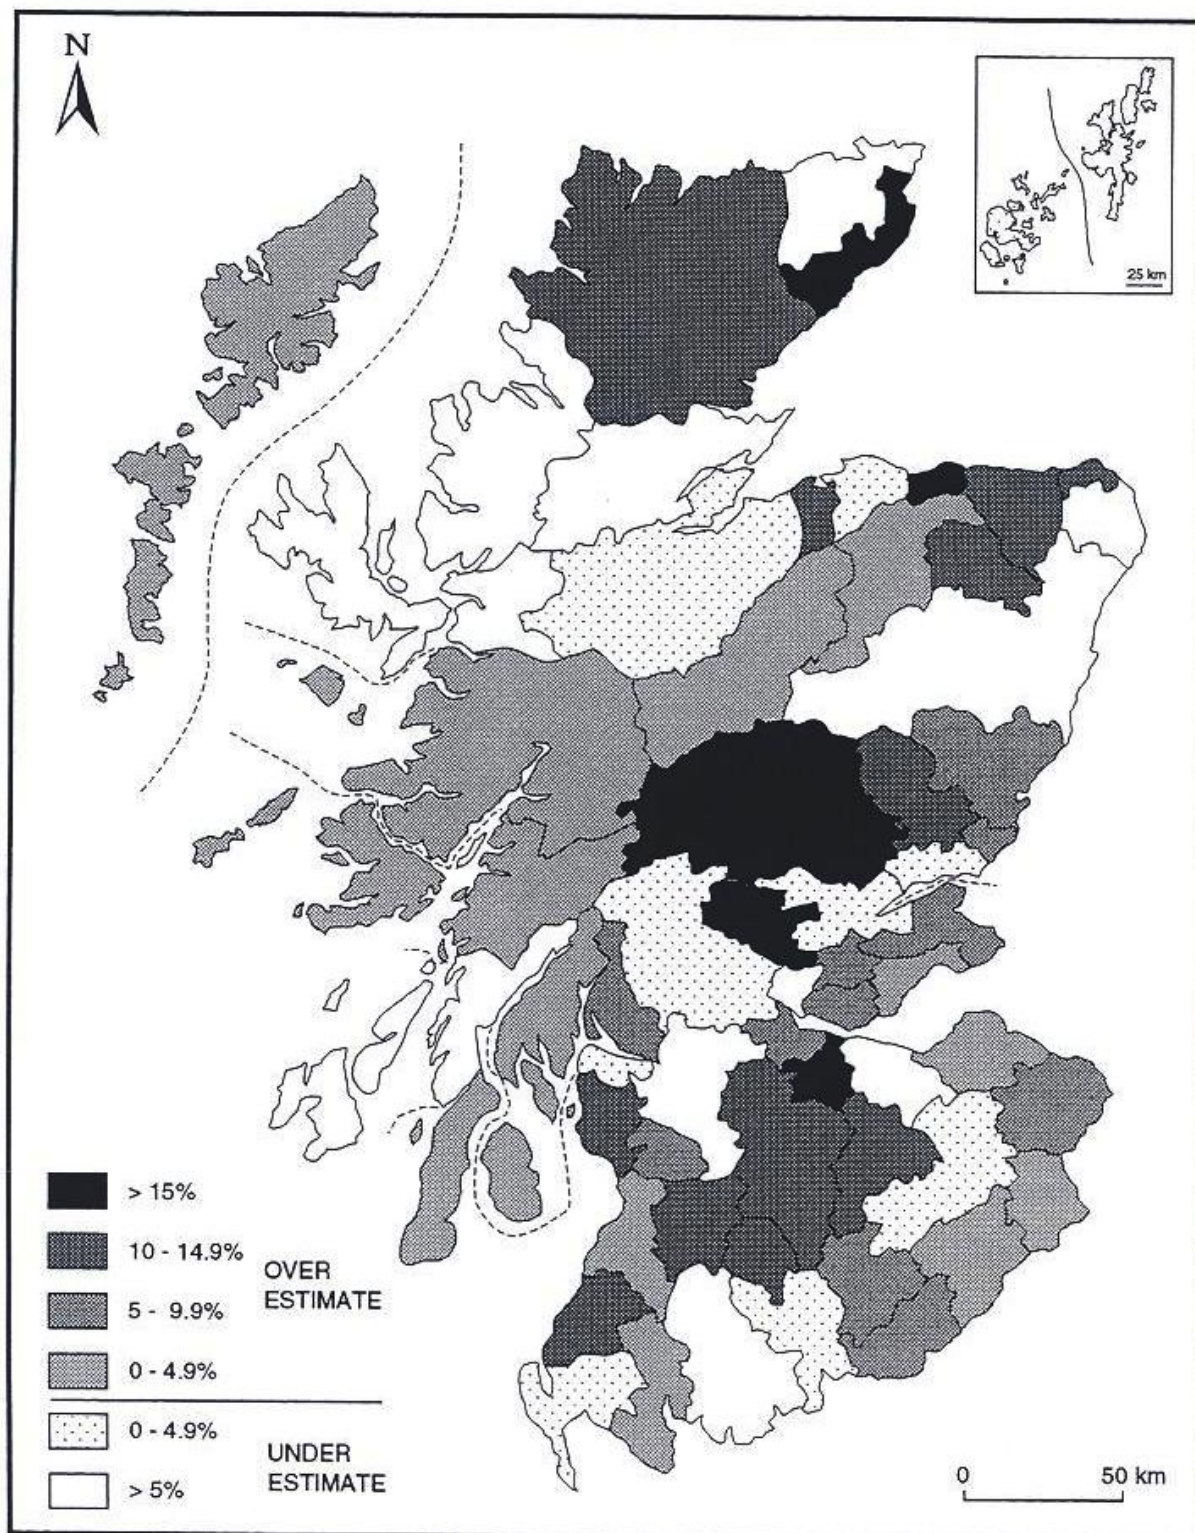 N
25 km
> 15%
10 - 14.9%
5 - 9.9%
0 - 4.9%
OVER
ESTIMATE
0 - 4.9%
> 5%
UNDER
ESTIMATE
0 50 km